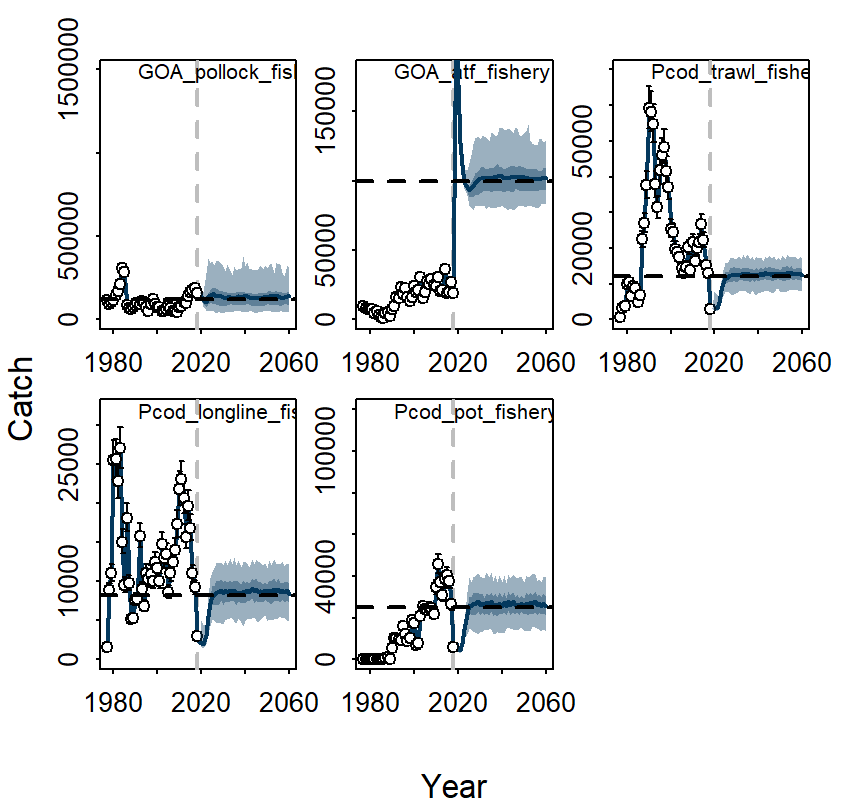 GOA_pollock_fis
GOA_atf_fishery
Pcod_trawl_fishe
1500000
500000
0
150000
50000
0
50000
20000
0
1980 2020 2060
1980 2020 2060
1980 2020 2060
Catch
Pcod_longline_fis
Pcod_pot_fishery
25000
10000
0
100000
40000
0
1980 2020 2060
1980 2020 2060
Year